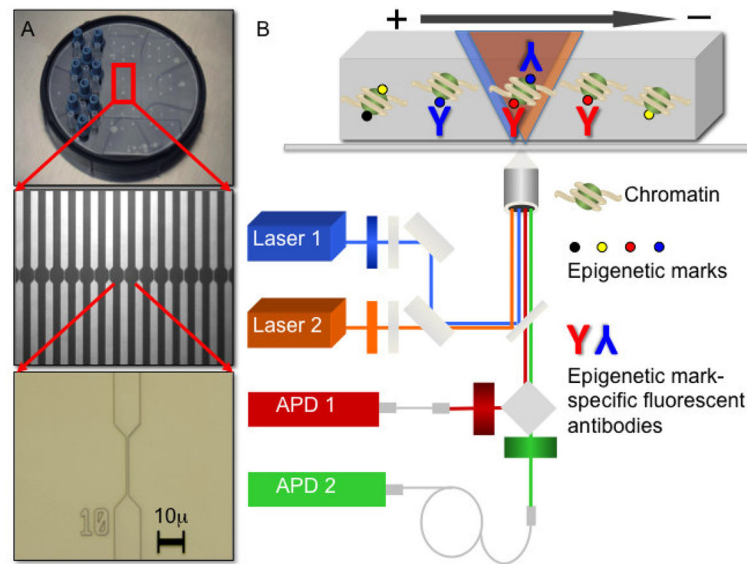 A
B
+
−
Laser 1
Chromatin
Epigenetic marks
Laser 2
Epigenetic mark-
specific fluorescent
antibodies
APD 1
APD 2
10
10μ